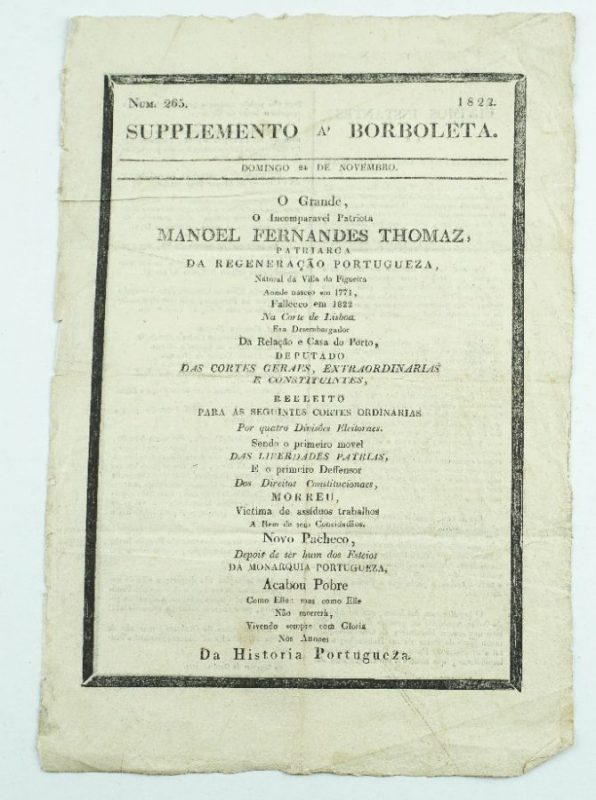 NUM. 265. 1822.
SUPPLEMENTO A' BORBOLETA.
DOMINGO 24 DE NOVEMBRO.
O Grande,
O Incomparavel Patriota
MANOEL FERNANDES THOMAZ,
PATRIARCA
DA REGENERAÇÃO PORTUGUEZA,
Natural da Villa da Figueira
Aonde nasceo em 1771,
Falleceo em 1822
Na Corte de Lisboa.
Era Desembargador
Da Relação e Casa do Porto,
DEPUTADO
DAS CORTES GERAES, EXTRAORDINARIAS
E CONSTITUINTES,
REELEITO
PARA AS SEGUINTES CORTES ORDINARIAS
Por quatro Divisões Eleitoraes.
Sendo o primeiro movel
DAS LIBERDADES PATRIAS,
E o primeiro Deffensor
Dos Direitos Constitucionaes,
MORREU,
Victima de assiduos trabalhos
A Bem de seus Concidadãos.
Novo Pacheco,
Depois de ser hum dos Esteios
DA MONARQUIA PORTUGUEZA,
Acabou Pobre
Como Elle: mas como Elle
Não morrerá,
Vivendo sempre com Gloria
Nos Annaes
Da Historia Portugueza.